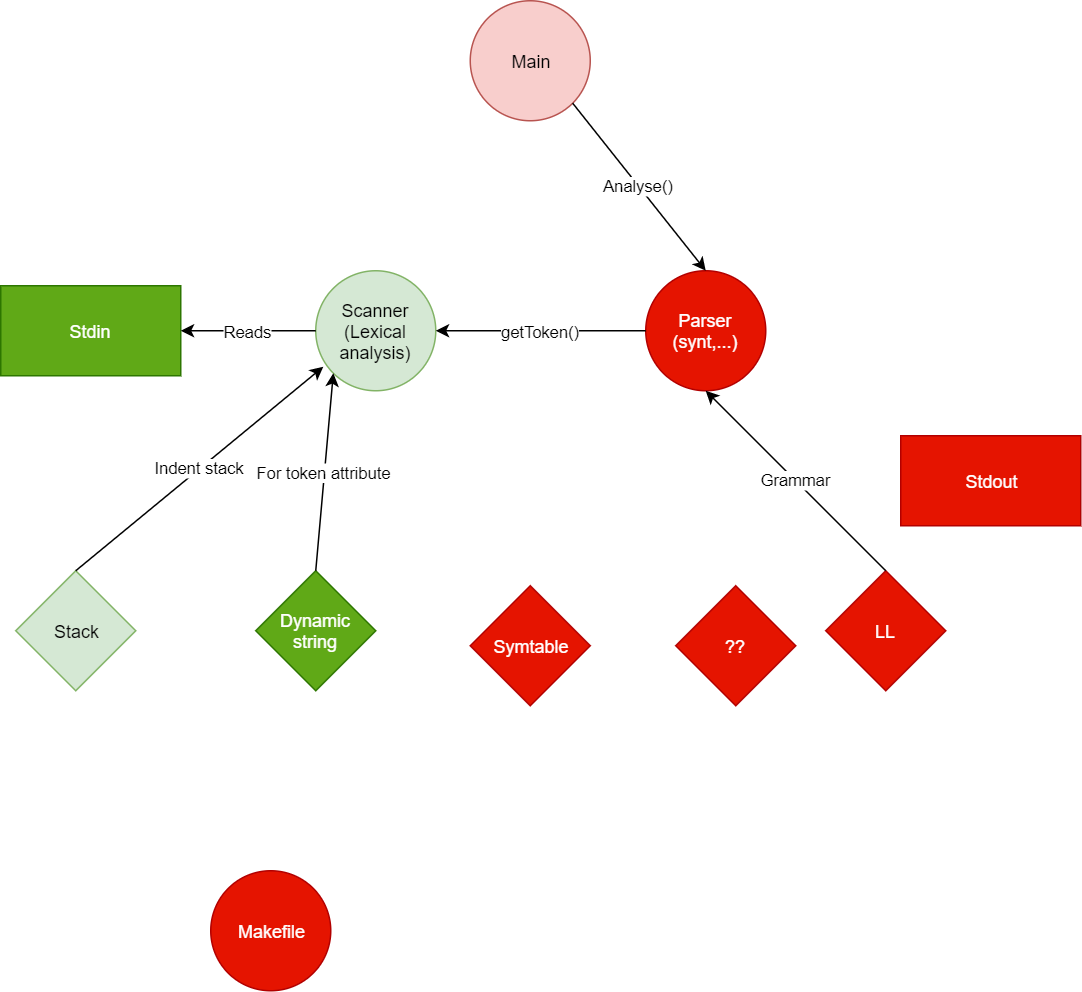 Main
Analyse()
Stdin
Reads
Scanner
(Lexical
analysis)
getToken()
Parser
(synt,...)
Indent stack
For token attribute
Grammar
Stdout
Stack
Dynamic
string
Symtable
??
LL
Makefile